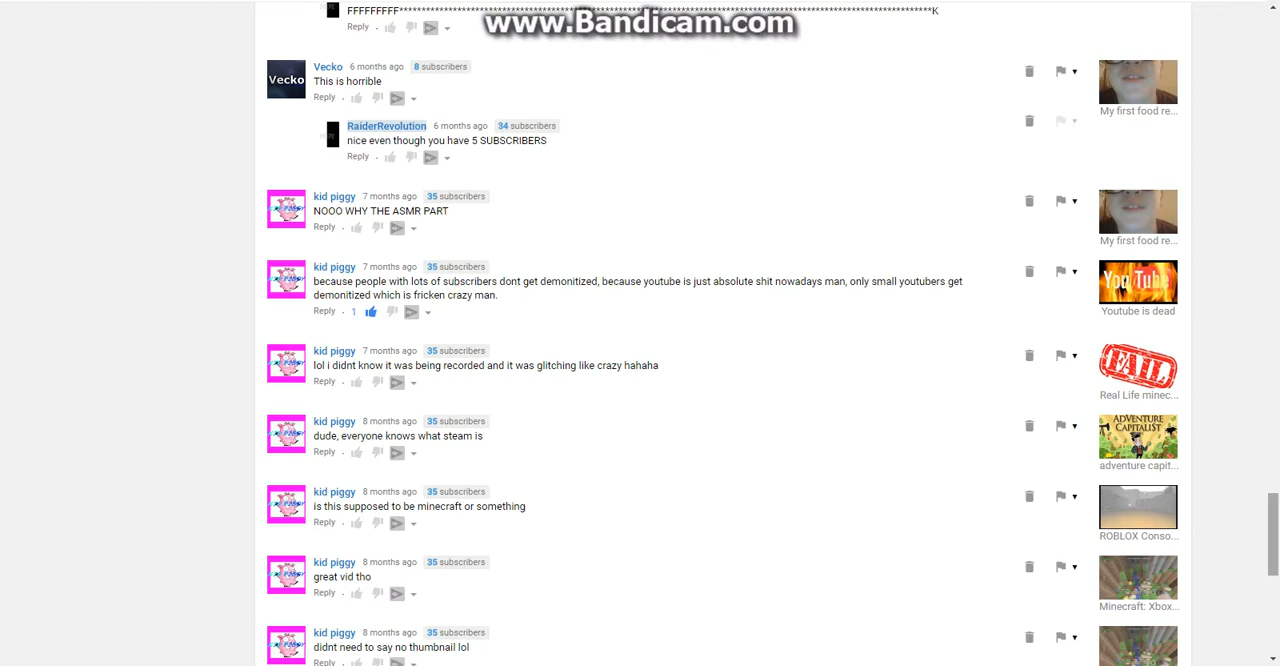 FFFFFFFFF************************************************************************************************************************K
www.Bandicam.com
Reply
Vecko 6 months ago 8 subscribers
Vecko
This is horrible
Reply
My first food re...
RaiderRevolution 6 months ago 34 subscribers
nice even though you have 5 SUBSCRIBERS
Reply
kid piggy 7 months ago 35 subscribers
NOOO WHY THE ASMR PART
Reply
My first food re...
kid piggy 7 months ago 35 subscribers
because people with lots of subscribers dont get demonitized, because youtube is just absolute shit nowadays man, only small youtubers get
demonitized which is fricken crazy man.
Reply · 1
You Tube
Youtube is dead
kid piggy 7 months ago 35 subscribers
lol i didnt know it was being recorded and it was glitching like crazy hahaha
Reply
FAIL
Real Life minec...
kid piggy 8 months ago 35 subscribers
dude, everyone knows what steam is
Reply
ADVENTURE
CAPITALIST
adventure capit...
kid piggy 8 months ago 35 subscribers
is this supposed to be minecraft or something
Reply
ROBLOX Conso...
kid piggy 8 months ago 35 subscribers
great vid tho
Reply
Minecraft: Xbox...
kid piggy 8 months ago 35 subscribers
didnt need to say no thumbnail lol
Reply